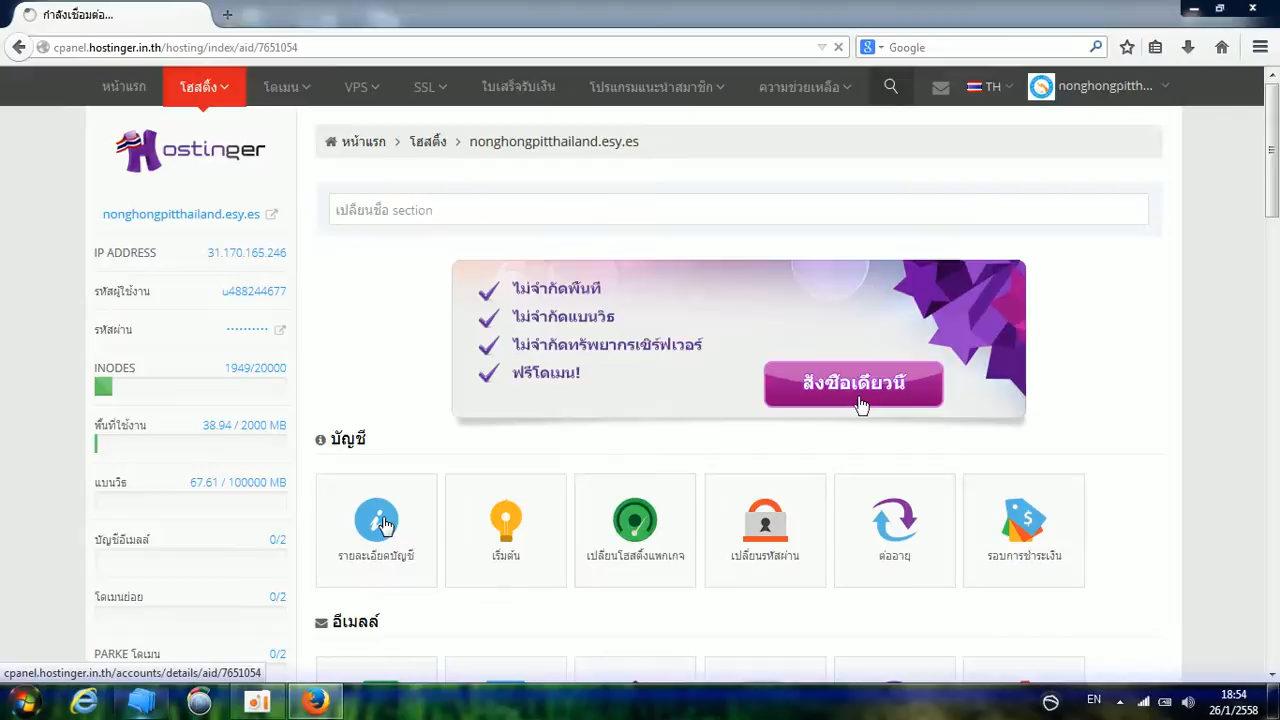 กำลังเชื่อมต่อ...
cpanel.hostinger.in.th/hosting/index/aid/7651054
Google
หน้าแรก
โฮสติ้ง
โดเมน
VPS
SSL
ใบเสร็จรับเงิน
โปรแกรมแนะนำสมาชิก
ความช่วยเหลือ
TH
nonghongpitth...
ostinger
หน้าแรก > โฮสติ้ง > nonghongpitthailand.esy.es
เปลี่ยนชื่อ section
nonghongpitthailand.esy.es
IP ADDRESS 31.170.165.246
รหัสผู้ใช้งาน u488244677
รหัสผ่าน ··········
INODES 1949/20000
พื้นที่ใช้งาน 38.94 / 2000 MB
แบนวิธ 67.61 / 100000 MB
บัญชีอีเมลล์ 0/2
โดเมนย่อย 0/2
PARKE โดเมน 0/2
ไม่จำกัดพื้นที่
ไม่จำกัดแบนวิธ
ไม่จำกัดทรัพยากรเซิร์ฟเวอร์
ฟรีโดเมน!
สั่งซื้อเดี๋ยวนี้
บัญชี
รายละเอียดบัญชี
เริ่มต้น
เปลี่ยนโฮสติ้งแพกเกจ
เปลี่ยนรหัสผ่าน
ต่ออายุ
รอบการชำระเงิน
อีเมลล์
cpanel.hostinger.in.th/accounts/details/aid/7651054
EN
18:54
26/1/2558